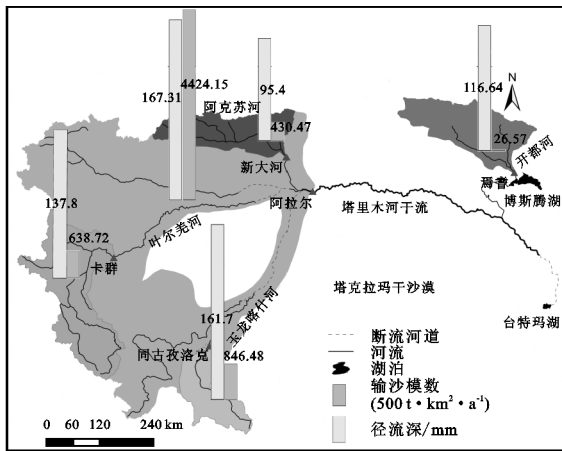 4424.15
167.31
阿克苏河
95.4
430.47
116.64
N
26.57
开都河
新大河
焉耆
博斯腾湖
137.8
阿拉尔
塔里木河干流
叶尔羌河
638.72
卡群
161.7
玉龙喀什河
塔克拉玛干沙漠
台特玛湖
同古孜洛克
846.48
断流河道
河流
湖泊
输沙模数
(500 t·km²·a⁻¹)
径流深/mm
0 60 120 240 km